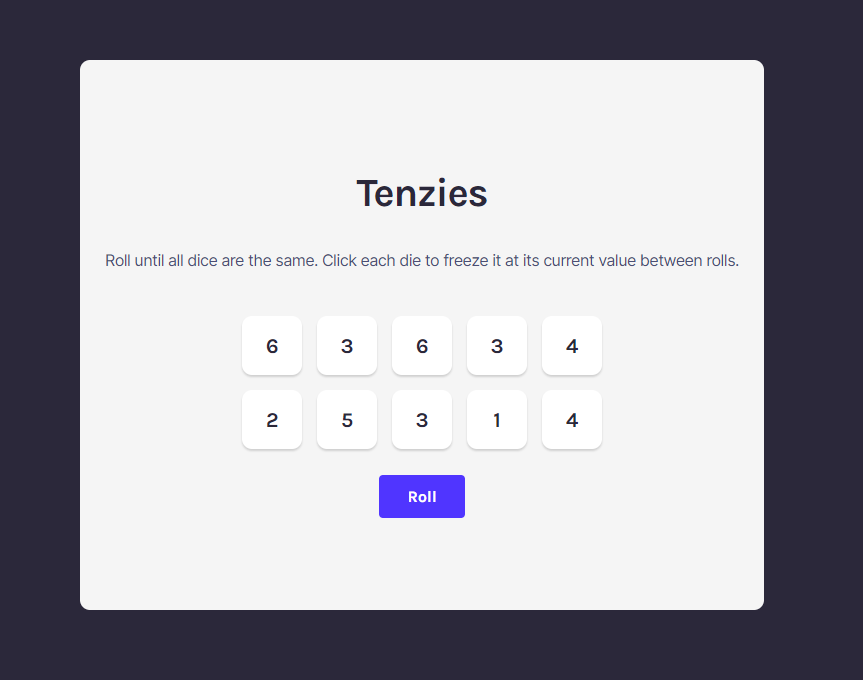 Tenzies
Roll until all dice are the same. Click each die to freeze it at its current value between rolls.
6 3 6 3 4
2 5 3 1 4
Roll